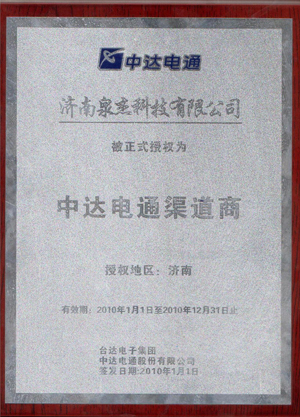 中达电通
济南泉杰科技有限公司
被正式授权为
中达电通渠道商
授权地区：济南
有效期：2010年1月1日至2010年12月31日止
台达电子集团
中达电通股份有限公司
签发日期:2010年1月1日